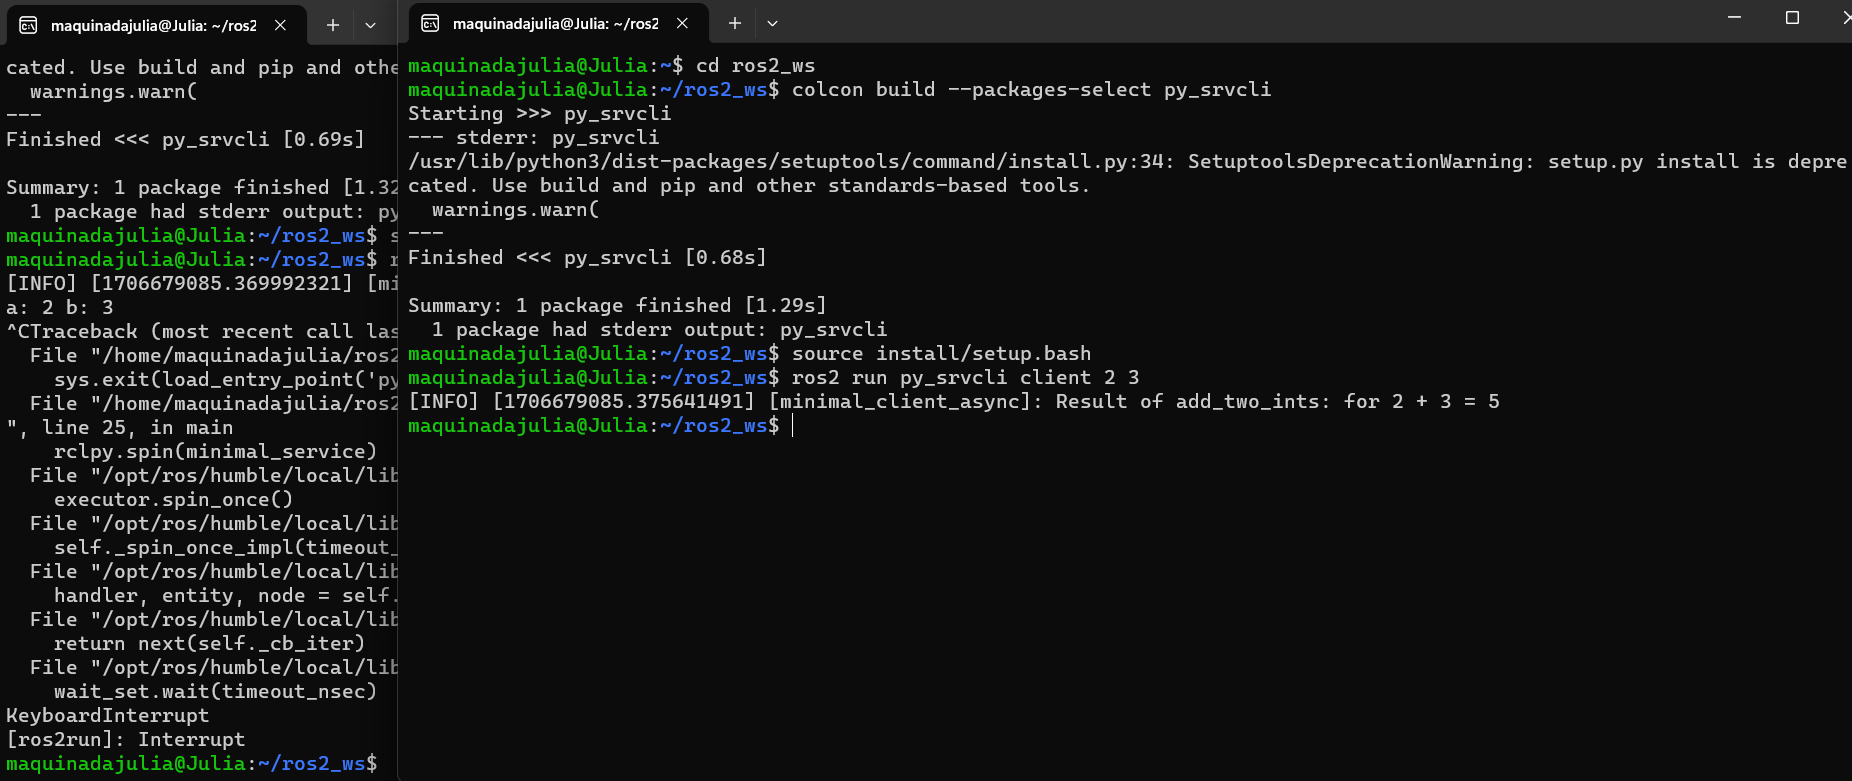 maquinadajulia@Julia: ~/ros2
cated. Use build and pip and othe
  warnings.warn(
---
Finished <<< py_srvcli [0.69s]

Summary: 1 package finished [1.32
  1 package had stderr output: py
maquinadajulia@Julia:~/ros2_ws$ s
maquinadajulia@Julia:~/ros2_ws$ r
[INFO] [1706679085.369992321] [mi
a: 2 b: 3
^CTraceback (most recent call las
  File "/home/maquinadajulia/ros2
    sys.exit(load_entry_point('py
  File "/home/maquinadajulia/ros2
", line 25, in main
    rclpy.spin(minimal_service)
  File "/opt/ros/humble/local/lib
    executor.spin_once()
  File "/opt/ros/humble/local/lib
    self._spin_once_impl(timeout_
  File "/opt/ros/humble/local/lib
    handler, entity, node = self.
  File "/opt/ros/humble/local/lib
    return next(self._cb_iter)
  File "/opt/ros/humble/local/lib
    wait_set.wait(timeout_nsec)
KeyboardInterrupt
[ros2run]: Interrupt
maquinadajulia@Julia:~/ros2_ws$
maquinadajulia@Julia: ~/ros2
maquinadajulia@Julia:~$ cd ros2_ws
maquinadajulia@Julia:~/ros2_ws$ colcon build --packages-select py_srvcli
Starting >>> py_srvcli
--- stderr: py_srvcli
/usr/lib/python3/dist-packages/setuptools/command/install.py:34: SetuptoolsDeprecationWarning: setup.py install is depre
cated. Use build and pip and other standards-based tools.
  warnings.warn(
---
Finished <<< py_srvcli [0.68s]

Summary: 1 package finished [1.29s]
  1 package had stderr output: py_srvcli
maquinadajulia@Julia:~/ros2_ws$ source install/setup.bash
maquinadajulia@Julia:~/ros2_ws$ ros2 run py_srvcli client 2 3
[INFO] [1706679085.375641491] [minimal_client_async]: Result of add_two_ints: for 2 + 3 = 5
maquinadajulia@Julia:~/ros2_ws$